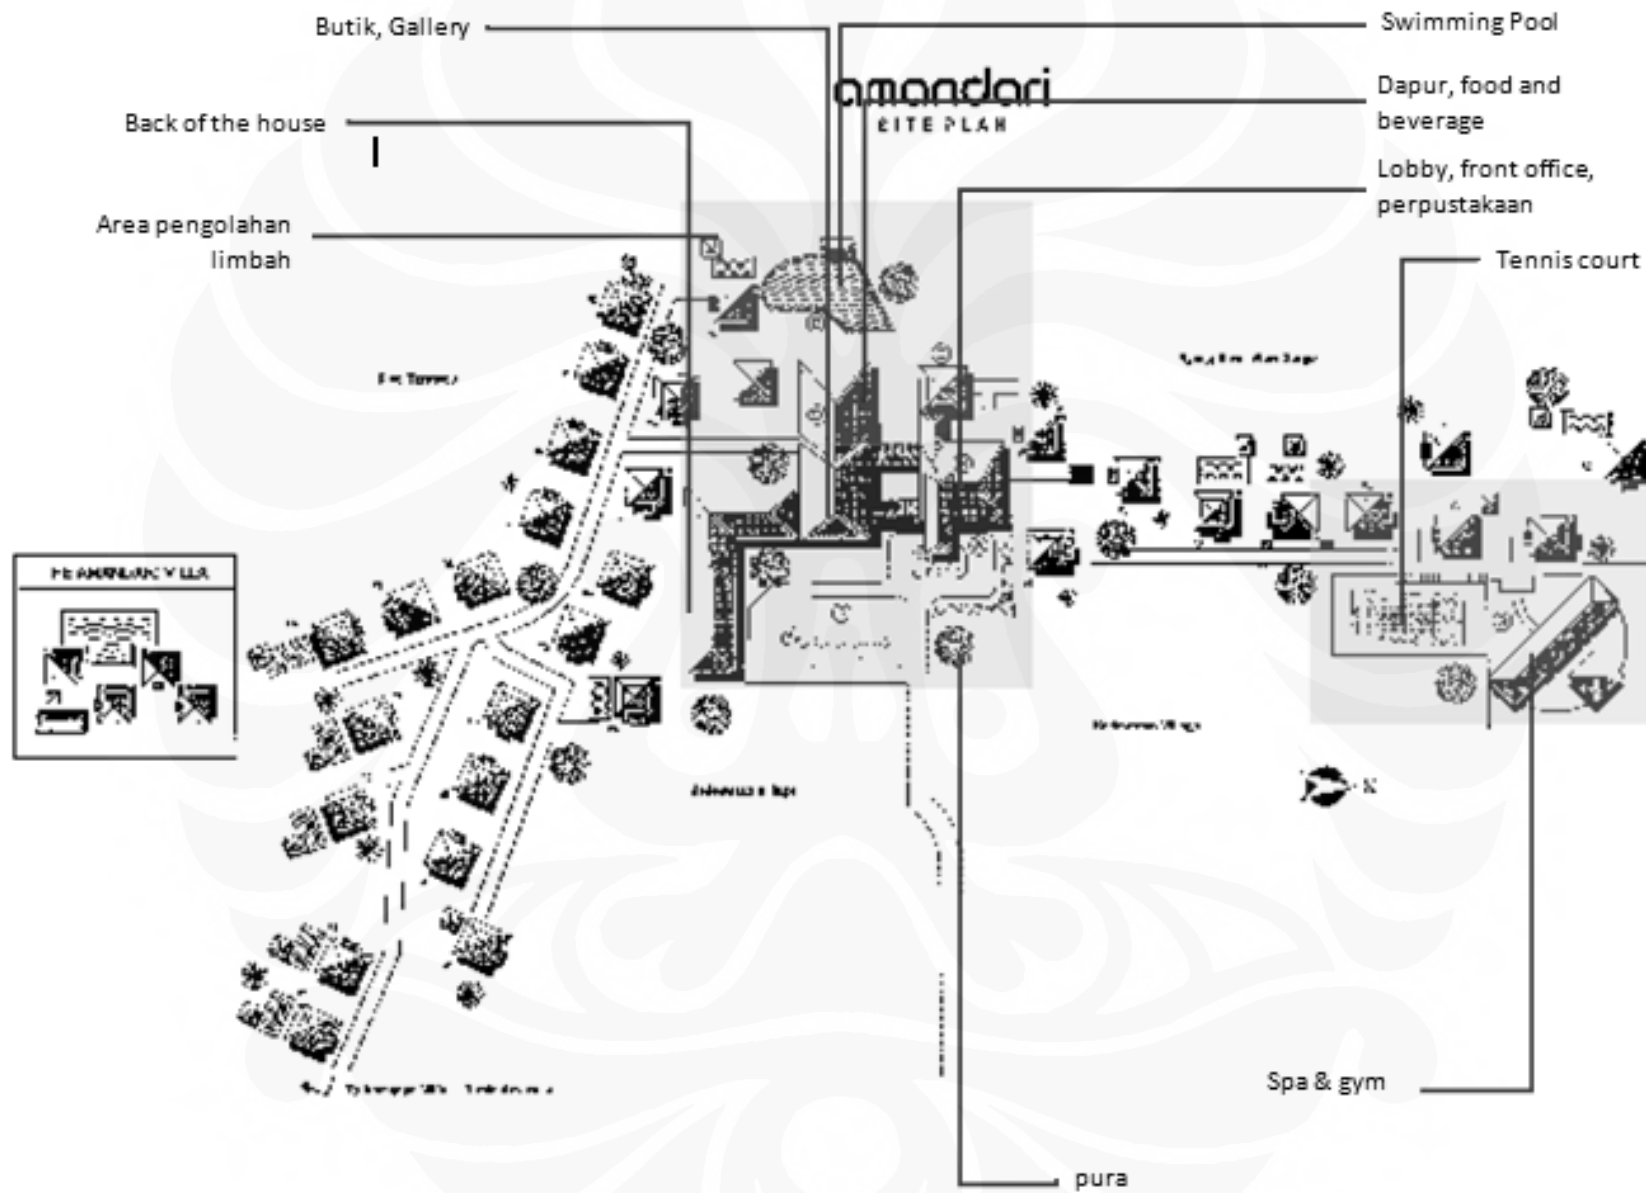 Butik, Gallery
Swimming Pool
amandari
SITE PLAN
Dapur, food and
beverage
Back of the house
Lobby, front office,
perpustakaan
Area pengolahan
limbah
Tennis court
Spa & gym
pura